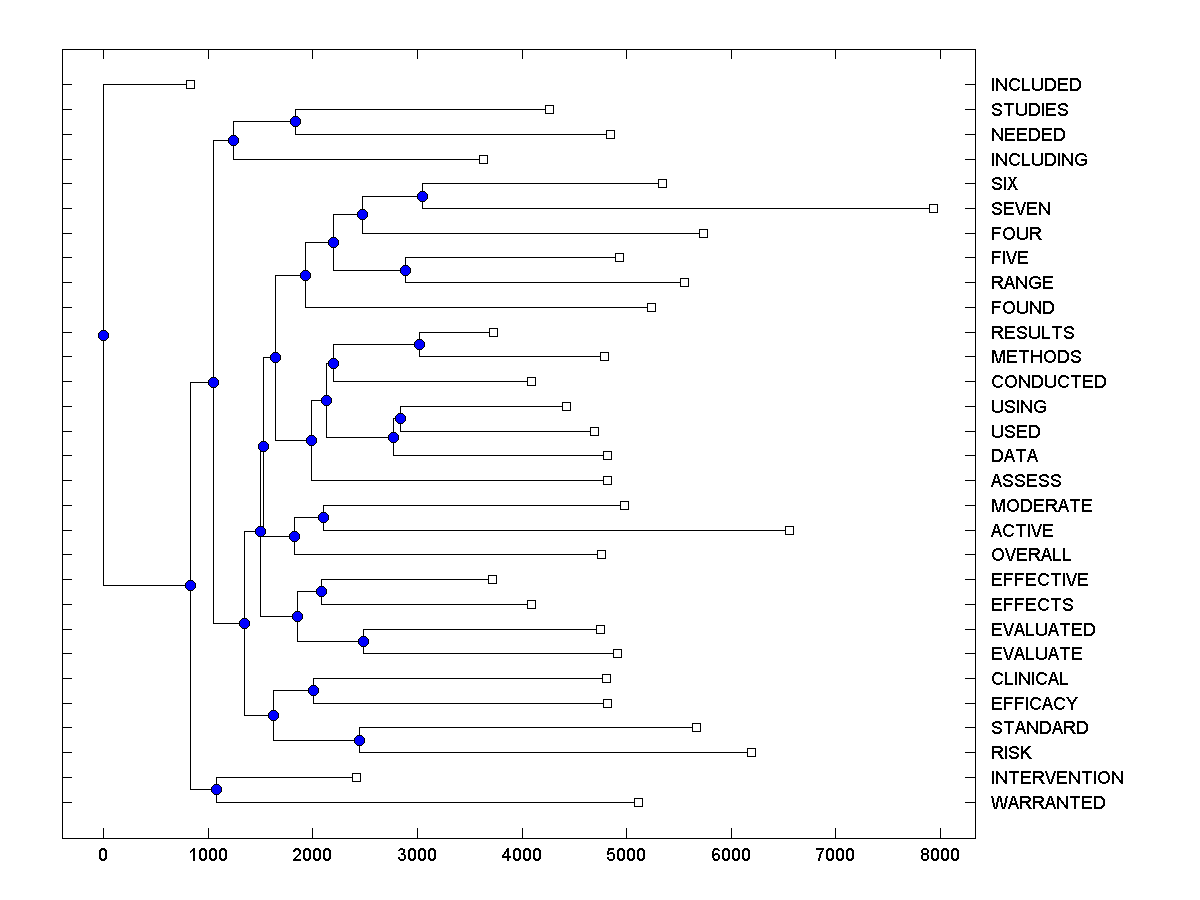 INCLUDED
STUDIES
NEEDED
INCLUDING
SIX
SEVEN
FOUR
FIVE
RANGE
FOUND
RESULTS
METHODS
CONDUCTED
USING
USED
DATA
ASSESS
MODERATE
ACTIVE
OVERALL
EFFECTIVE
EFFECTS
EVALUATED
EVALUATE
CLINICAL
EFFICACY
STANDARD
RISK
INTERVENTION
WARRANTED
0 1000 2000 3000 4000 5000 6000 7000 8000